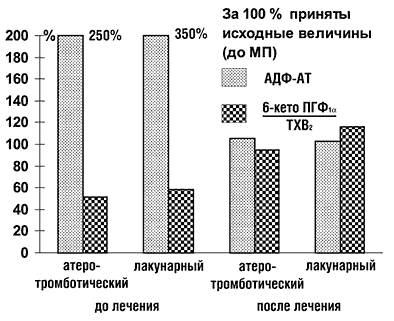 За 100 % приняты
исходные величины
(до МП)
АДФ-АТ
6-кето ПГФ₁α
ТХВ₂
% 250% 350%
200
180
160
140
120
100
80
60
40
20
0
атеро- лакунарный атеро- лакунарный
тромботический тромботический
до лечения после лечения